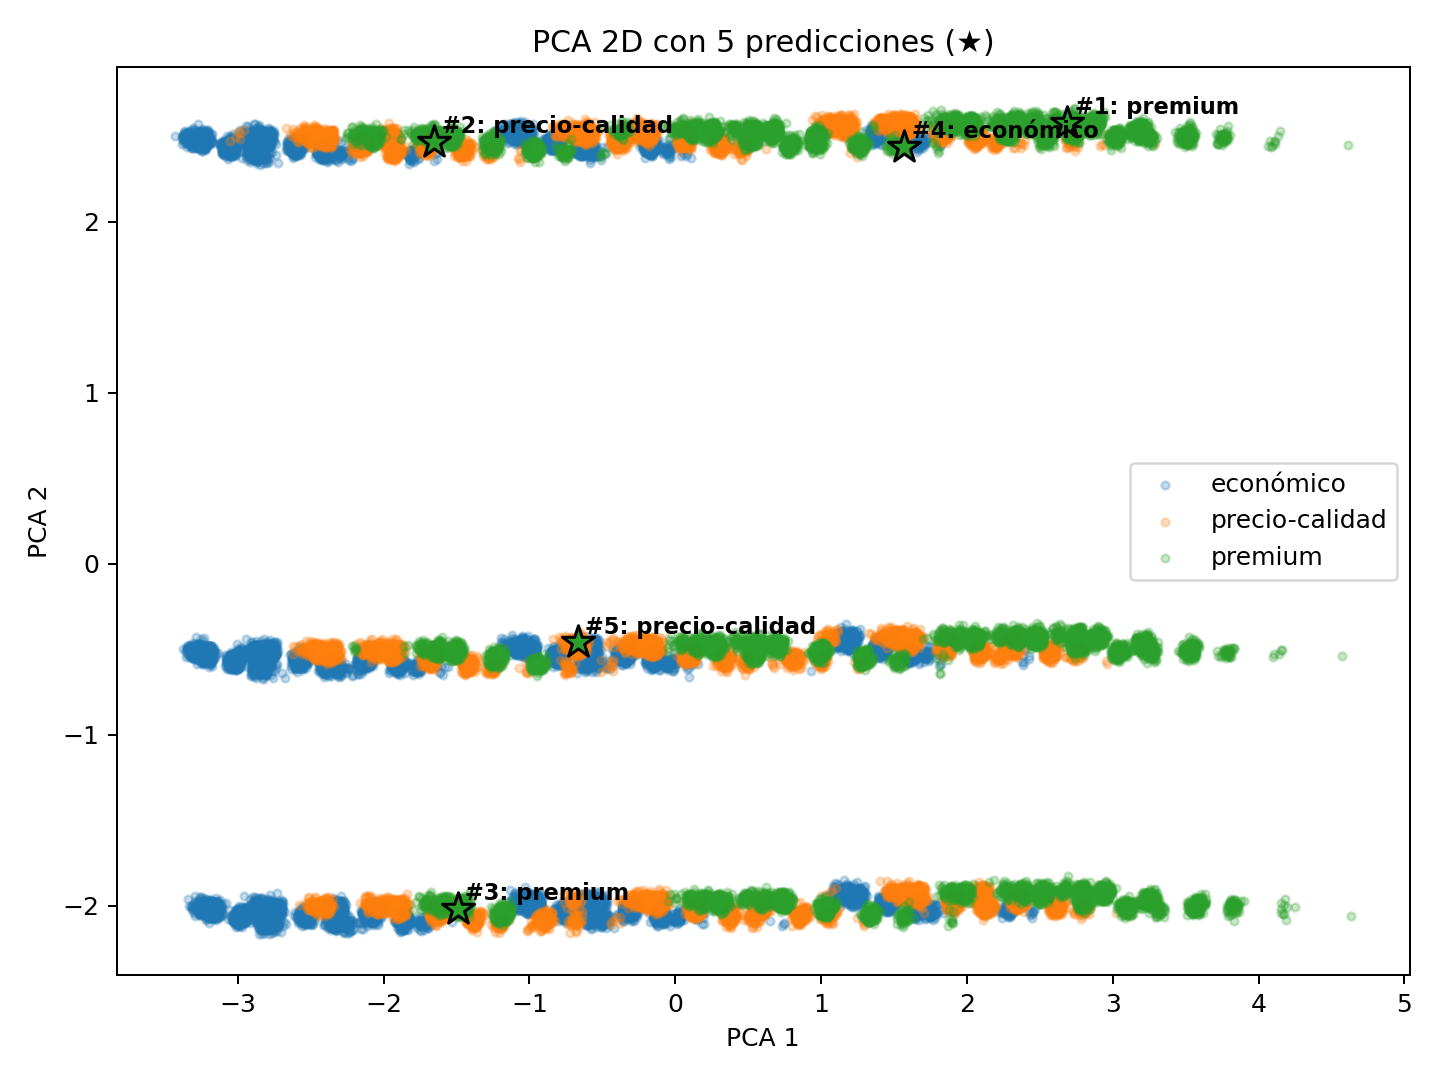 PCA 2D con 5 predicciones (★)
#1: premium
#2: precio-calidad
#4: económico
2
1
económico
precio-calidad
premium
PCA 2
0
#5: precio-calidad
−1
#3: premium
−2
−3 −2 −1 0 1 2 3 4 5
PCA 1